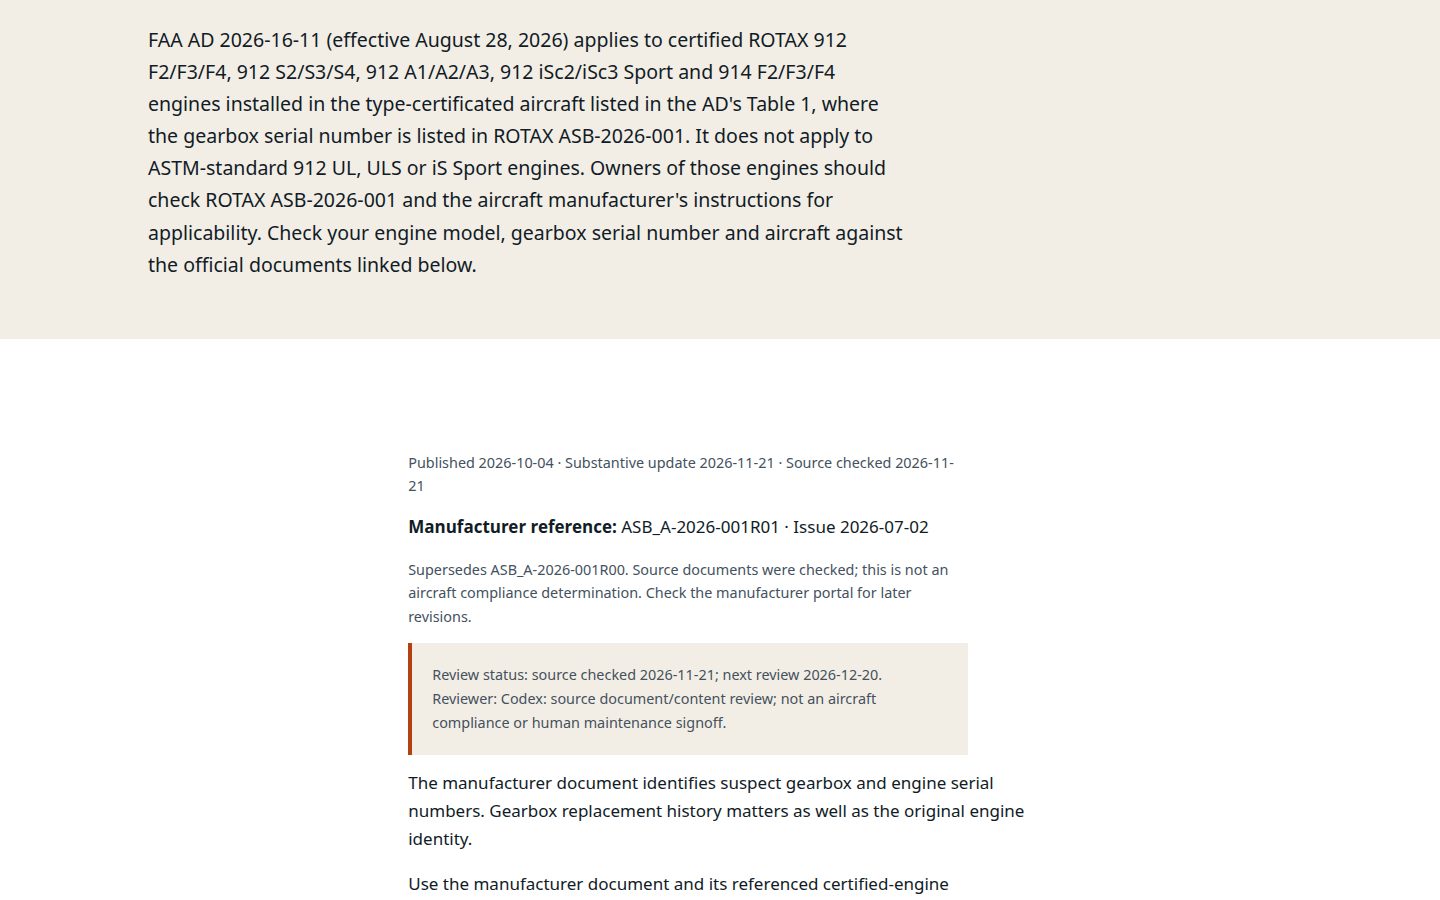 FAA AD 2026-16-11 (effective August 28, 2026) applies to certified ROTAX 912
F2/F3/F4, 912 S2/S3/S4, 912 A1/A2/A3, 912 iSc2/iSc3 Sport and 914 F2/F3/F4
engines installed in the type-certificated aircraft listed in the AD's Table 1, where
the gearbox serial number is listed in ROTAX ASB-2026-001. It does not apply to
ASTM-standard 912 UL, ULS or iS Sport engines. Owners of those engines should
check ROTAX ASB-2026-001 and the aircraft manufacturer's instructions for
applicability. Check your engine model, gearbox serial number and aircraft against
the official documents linked below.
Published 2026-10-04 · Substantive update 2026-11-21 · Source checked 2026-11-
21
Manufacturer reference: ASB_A-2026-001R01 · Issue 2026-07-02
Supersedes ASB_A-2026-001R00. Source documents were checked; this is not an
aircraft compliance determination. Check the manufacturer portal for later
revisions.
Review status: source checked 2026-11-21; next review 2026-12-20.
Reviewer: Codex: source document/content review; not an aircraft
compliance or human maintenance signoff.
The manufacturer document identifies suspect gearbox and engine serial
numbers. Gearbox replacement history matters as well as the original engine
identity.
Use the manufacturer document and its referenced certified-engine